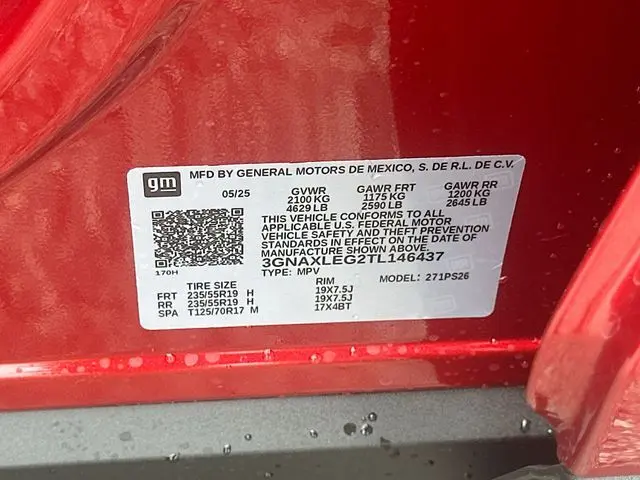 gm
MFD BY GENERAL MOTORS DE MEXICO, S. DE R.L. DE C.V.
05/25 GVWR GAWR FRT GAWR RR
2100 KG 1175 KG 1200 KG
4629 LB 2590 LB 2645 LB
THIS VEHICLE CONFORMS TO ALL
APPLICABLE U.S. FEDERAL MOTOR
VEHICLE SAFETY AND THEFT PREVENTION
STANDARDS IN EFFECT ON THE DATE OF
MANUFACTURE SHOWN ABOVE.
3GNAXLEG2TL146437
170H
TYPE: MPV MODEL: 271PS26
TIRE SIZE RIM
FRT 235/55R19 H 19X7.5J
RR 235/55R19 H 19X7.5J
SPA T125/70R17 M 17X4BT